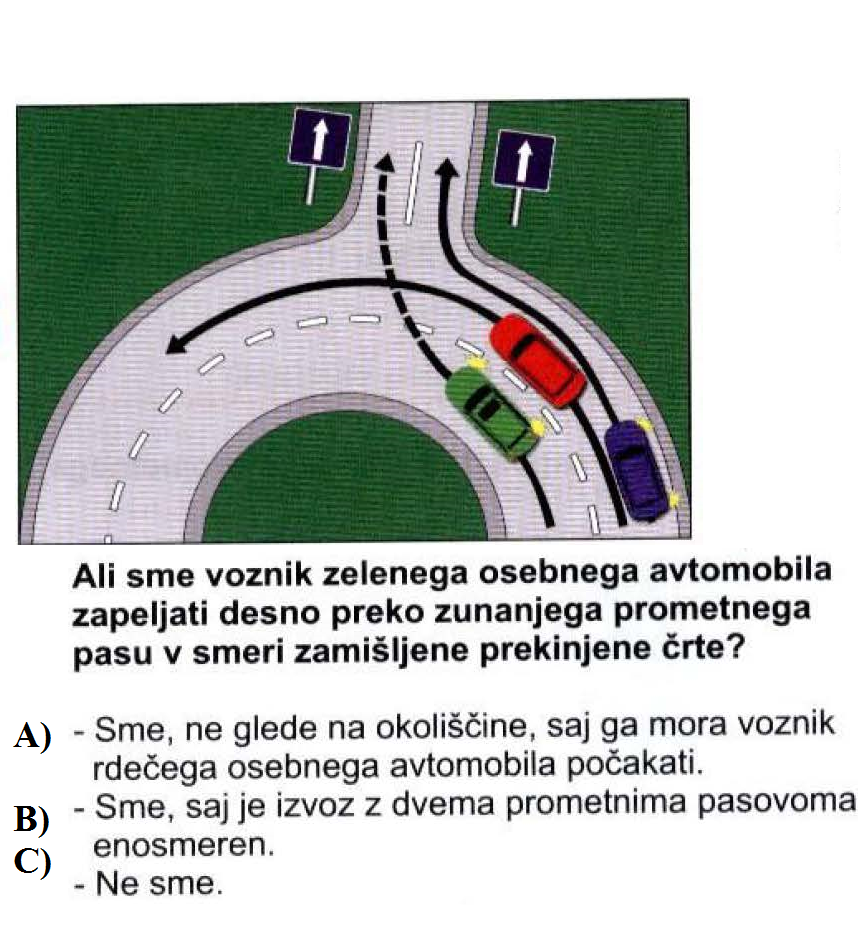 Ali sme voznik zelenega osebnega avtomobila
zapeljati desno preko zunanjega prometnega
pasu v smeri zamišljene prekinjene črte?
A) - Sme, ne glede na okoliščine, saj ga mora voznik
rdečega osebnega avtomobila počakati.
B) - Sme, saj je izvoz z dvema prometnima pasovoma
enosmeren.
C) - Ne sme.